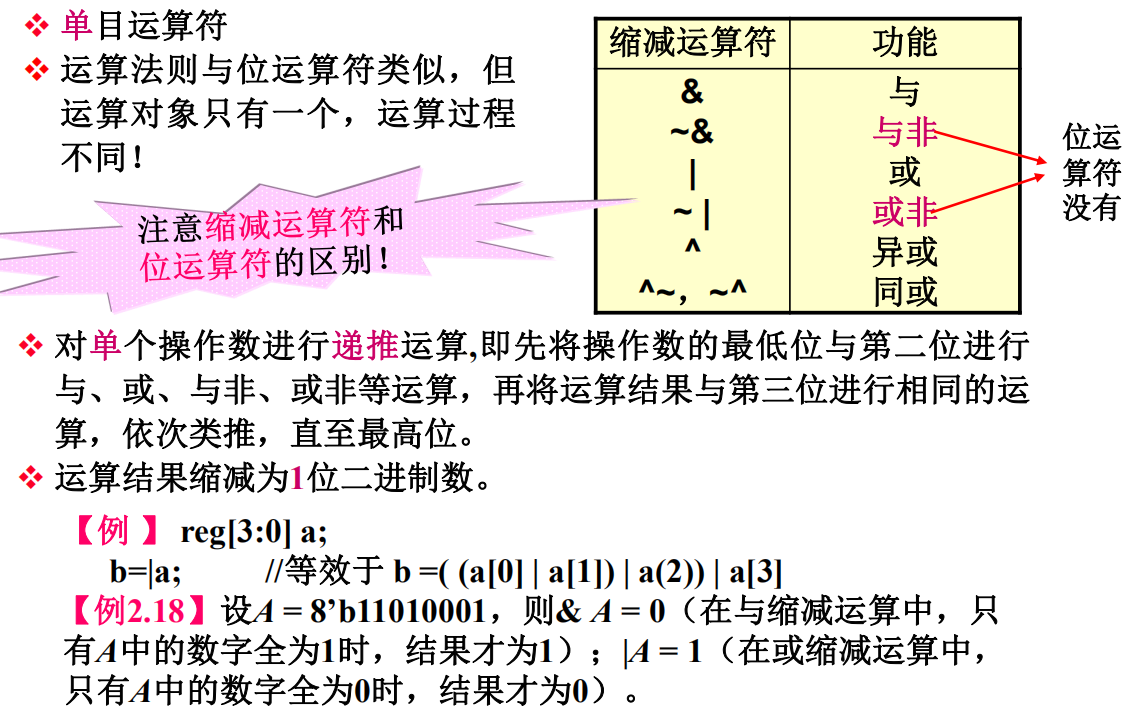 ❖ 单目运算符
❖ 运算法则与位运算符类似，但
运算对象只有一个，运算过程
不同！
注意缩减运算符和
位运算符的区别！
缩减运算符 功能
& 与
~& 与非
| 或
~ | 或非
^ 异或
^~，~^ 同或
位运
算符
没有
❖ 对单个操作数进行递推运算,即先将操作数的最低位与第二位进行
与、或、与非、或非等运算，再将运算结果与第三位进行相同的运
算，依次类推，直至最高位。
❖ 运算结果缩减为1位二进制数。
【例 】 reg[3:0] a;
b=|a; //等效于 b =( (a[0] | a[1]) | a(2)) | a[3]
【例2.18】设A = 8’b11010001，则& A = 0（在与缩减运算中，只
有A中的数字全为1时，结果才为1）；|A = 1（在或缩减运算中，
只有A中的数字全为0时，结果才为0）。